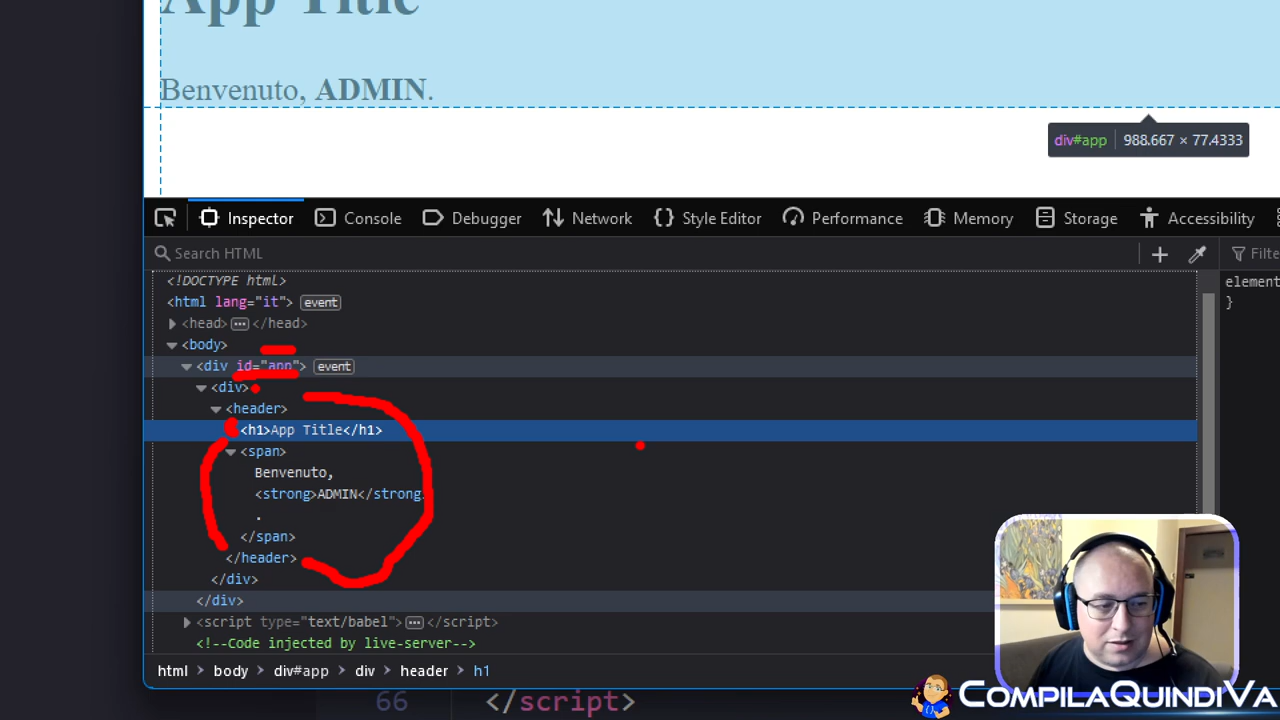 App Title
Benvenuto, ADMIN.
div#app 988.667 × 77.4333
Inspector Console Debugger Network Style Editor Performance Memory Storage Accessibility
Search HTML
Filte
<!DOCTYPE html>
element
<html lang="it"> event
}
<head> </head>
<body>
<div id="app"> event
<div>
<header>
<h1>App Title</h1>
<span>
Benvenuto,
<strong>ADMIN</strong
.
</span>
</header>
</div>
</div>
<script type="text/babel"> </script>
<!--Code injected by live-server-->
html body div#app div header h1
66 </script>
COMPILAQUINDIVA